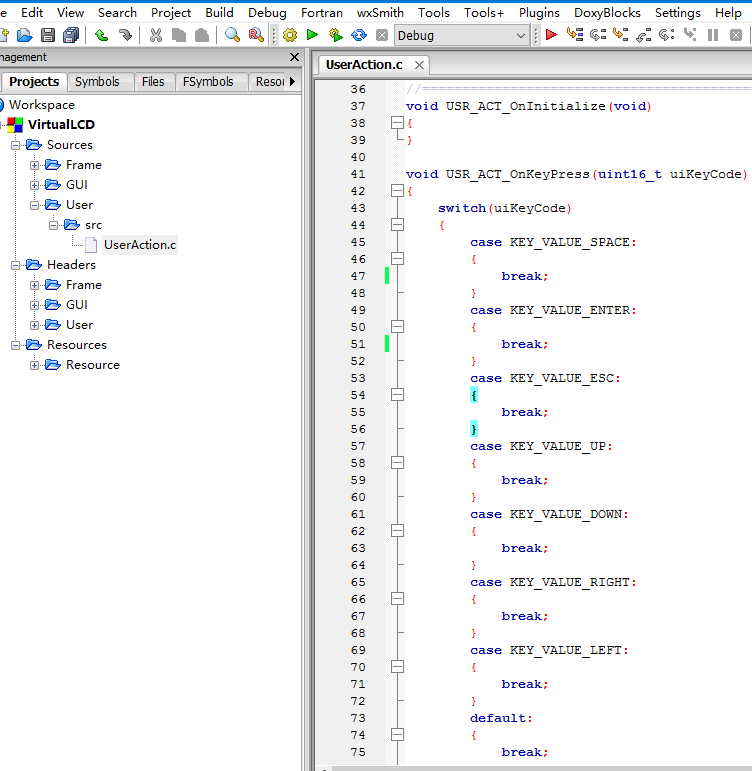 e Edit View Search Project Build Debug Fortran wxSmith Tools Tools+ Plugins DoxyBlocks Settings Help
Debug
nagement
Projects Symbols Files FSymbols Resou
UserAction.c
Workspace
VirtualLCD
Sources
Frame
GUI
User
src
UserAction.c
Headers
Frame
GUI
User
Resources
Resource
36 //=============================================
37 void USR_ACT_OnInitialize(void)
38 {
39 }
40
41 void USR_ACT_OnKeyPress(uint16_t uiKeyCode)
42 {
43 switch(uiKeyCode)
44 {
45 case KEY_VALUE_SPACE:
46 {
47 break;
48 }
49 case KEY_VALUE_ENTER:
50 {
51 break;
52 }
53 case KEY_VALUE_ESC:
54 {
55 break;
56 }
57 case KEY_VALUE_UP:
58 {
59 break;
60 }
61 case KEY_VALUE_DOWN:
62 {
63 break;
64 }
65 case KEY_VALUE_RIGHT:
66 {
67 break;
68 }
69 case KEY_VALUE_LEFT:
70 {
71 break;
72 }
73 default:
74 {
75 break;